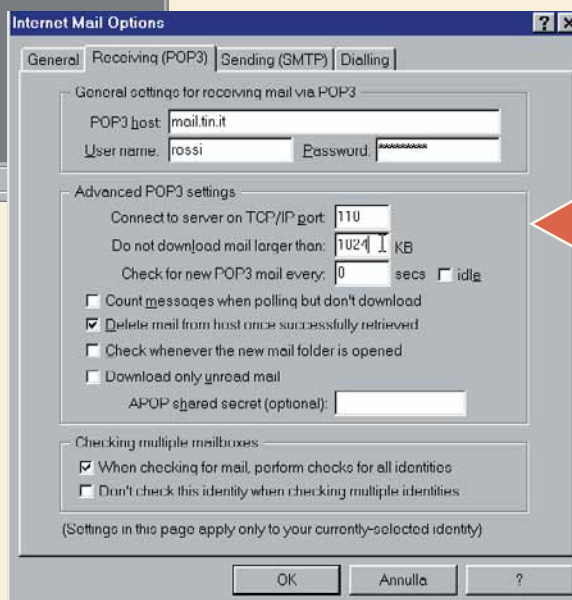 Internet Mail Options
General Receiving (POP3) Sending (SMTP) Dialling
General settings for receiving mail via POP3
POP3 host: mail.tin.it
User name: rossi Password: *********
Advanced POP3 settings
Connect to server on TCP/IP port: 110
Do not download mail larger than: 1024 KB
Check for new POP3 mail every: 0 secs idle
Count messages when polling but don't download
Delete mail from host once successfully retrieved
Check whenever the new mail folder is opened
Download only unread mail
APOP shared secret (optional):
Checking multiple mailboxes
When checking for mail, perform checks for all identities
Don't check this identity when checking multiple identities
(Settings in this page apply only to your currently-selected identity)
OK Annulla ?